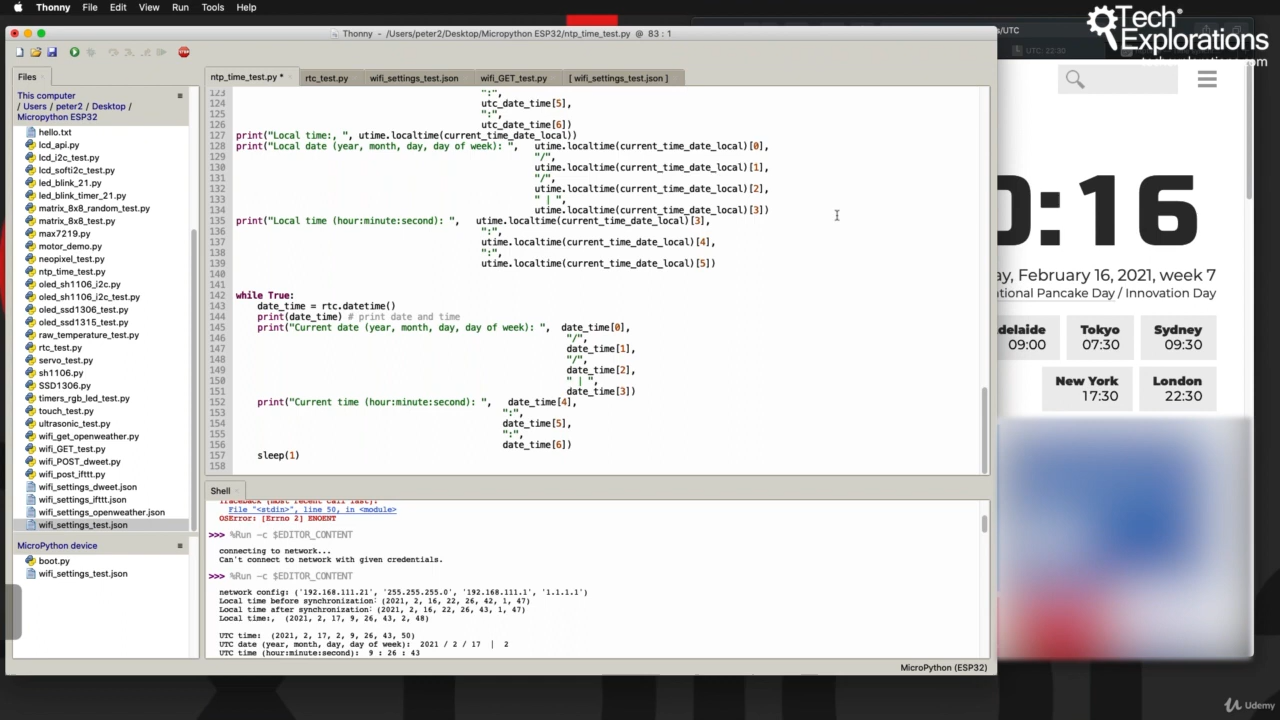 Thonny File Edit View Run Tools Help
Thonny - /Users/peter2/Desktop/Micropython ESP32/ntp_time_test.py @ 83 : 1
Files
This computer
/ Users / peter2 / Desktop /
Micropython ESP32
hello.txt
lcd_api.py
lcd_i2c_test.py
lcd_softi2c_test.py
led_blink_21.py
led_blink_timer_21.py
matrix_8x8_random_test.py
matrix_8x8_test.py
max7219.py
motor_demo.py
neopixel_test.py
ntp_time_test.py
oled_sh1106_i2c.py
oled_sh1106_i2c_test.py
oled_ssd1306_test.py
oled_ssd1315_test.py
raw_temperature_test.py
rtc_test.py
servo_test.py
sh1106.py
SSD1306.py
timers_rgb_led_test.py
touch_test.py
ultrasonic_test.py
wifi_get_openweather.py
wifi_GET_test.py
wifi_POST_dweet.py
wifi_post_ifttt.py
wifi_settings_dweet.json
wifi_settings_ifttt.json
wifi_settings_openweather.json
wifi_settings_test.json
MicroPython device
boot.py
wifi_settings_test.json
ntp_time_test.py * rtc_test.py wifi_settings_test.json wifi_GET_test.py [ wifi_settings_test.json ]
123 ":",
124 utc_date_time[5],
125 ":",
126 utc_date_time[6])
127 print("Local time:, ", utime.localtime(current_time_date_local))
128 print("Local date (year, month, day, day of week): ", utime.localtime(current_time_date_local)[0],
129 "/",
130 utime.localtime(current_time_date_local)[1],
131 "/",
132 utime.localtime(current_time_date_local)[2],
133 " | ",
134 utime.localtime(current_time_date_local)[3])
135 print("Local time (hour:minute:second): ", utime.localtime(current_time_date_local)[3],
136 ":",
137 utime.localtime(current_time_date_local)[4],
138 ":",
139 utime.localtime(current_time_date_local)[5])
140
141
142 while True:
143 date_time = rtc.datetime()
144 print(date_time) # print date and time
145 print("Current date (year, month, day, day of week): ", date_time[0],
146 "/",
147 date_time[1],
148 "/",
149 date_time[2],
150 " | ",
151 date_time[3])
152 print("Current time (hour:minute:second): ", date_time[4],
153 ":",
154 date_time[5],
155 ":",
156 date_time[6])
157 sleep(1)
158
Shell
Traceback (most recent call last):
File "<stdin>", line 50, in <module>
OSError: [Errno 2] ENOENT
>>> %Run -c $EDITOR_CONTENT
connecting to network...
Can't connect to network with given credentials.
>>> %Run -c $EDITOR_CONTENT
network config: ('192.168.111.21', '255.255.255.0', '192.168.111.1', '1.1.1.1')
Local time before synchronization: (2021, 2, 16, 22, 26, 42, 1, 47)
Local time after synchronization: (2021, 2, 16, 22, 26, 43, 1, 47)
Local time:, (2021, 2, 17, 9, 26, 43, 2, 48)
UTC time: (2021, 2, 17, 2, 9, 26, 43, 50)
UTC date (year, month, day, day of week): 2021 / 2 / 17 | 2
UTC time (hour:minute:second): 9 : 26 : 43
MicroPython (ESP32)
Tech
Explorations
techexplorations.com
s/UTC
UTC: 22:30
0:16
ay, February 16, 2021, week 7
ational Pancake Day / Innovation Day
delaide Tokyo Sydney
09:00 07:30 09:30
New York London
17:30 22:30
Udemy